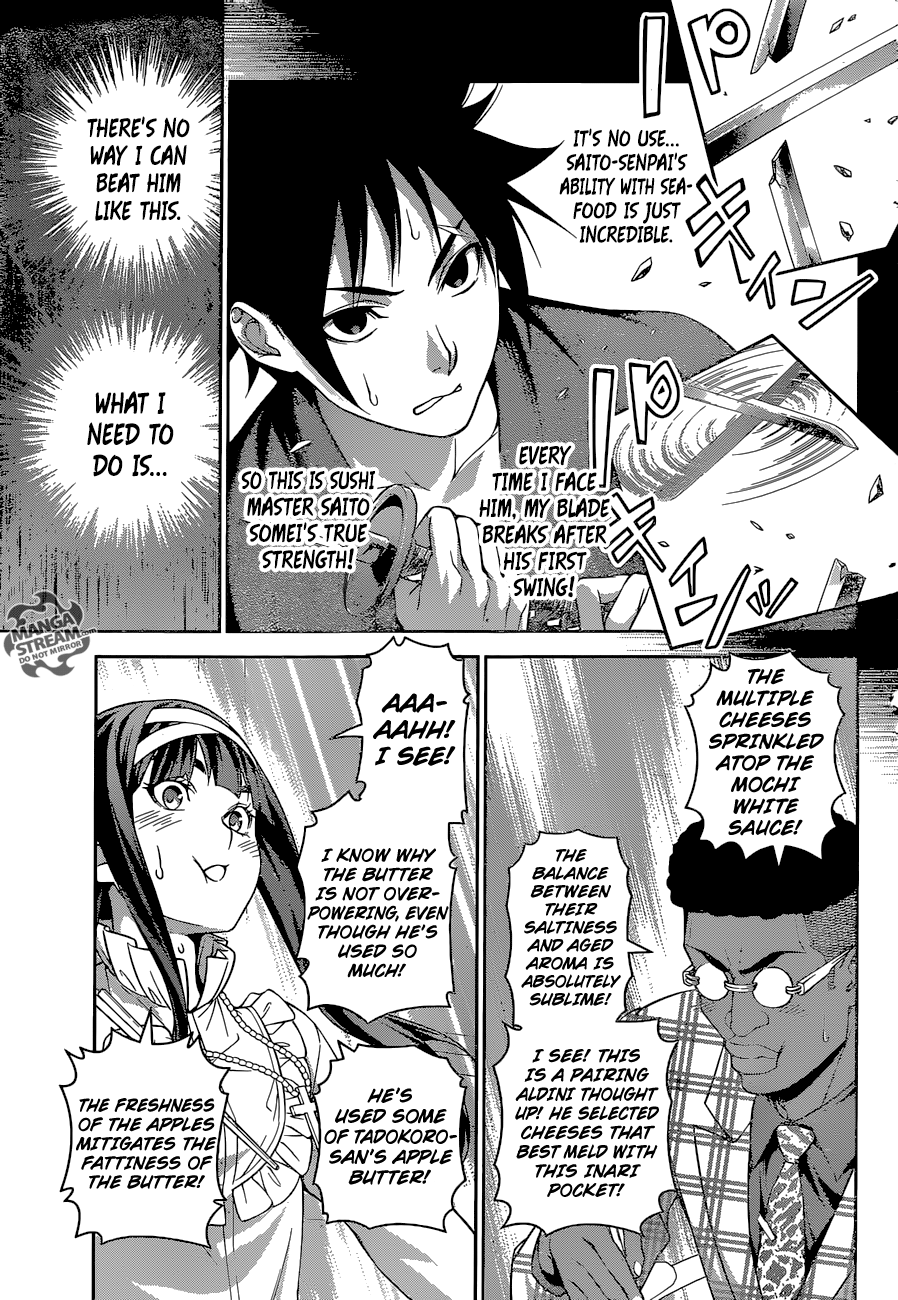 IT'S NO USE...
SAITO-SENPAI'S
ABILITY WITH SEA-
FOOD IS JUST
INCREDIBLE.
キィィン
EVERY
TIME I FACE
HIM, MY BLADE
BREAKS AFTER
HIS FIRST
SWING!
キィンッ
SO THIS IS SUSHI
MASTER SAITO
SOMEI'S TRUE
STRENGTH!
THERE'S NO
WAY I CAN
BEAT HIM
LIKE THIS.
WHAT I
NEED TO
DO IS...
MANGA
STREAM.com
DO NOT MIRROR
THE
MULTIPLE
CHEESES
SPRINKLED
ATOP THE
MOCHI
WHITE
SAUCE!
THE
BALANCE
BETWEEN
THEIR
SALTINESS
AND AGED
AROMA IS
ABSOLUTELY
SUBLIME!
I SEE! THIS
IS A PAIRING
ALDINI THOUGHT
UP! HE SELECTED
CHEESES THAT
BEST MELD WITH
THIS INARI
POCKET!
AAA-
AAHH!
I SEE!
I KNOW WHY
THE BUTTER
IS NOT OVER-
POWERING, EVEN
THOUGH HE'S
USED SO
MUCH!
HE'S
USED SOME
OF TADOKORO-
SAN'S APPLE
BUTTER!
THE FRESHNESS
OF THE APPLES
MITIGATES THE
FATTINESS OF
THE BUTTER!